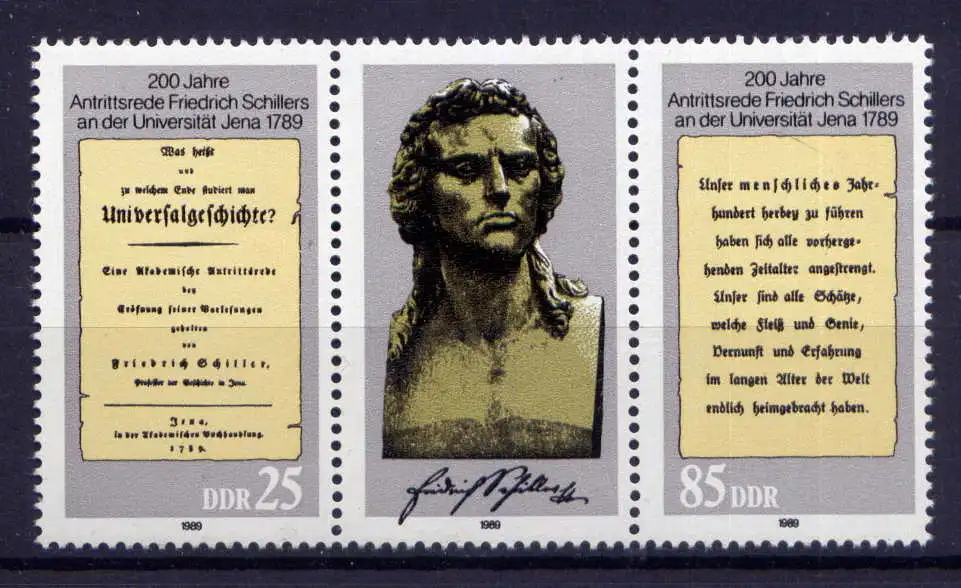 200 Jahre
Antrittsrede Friedrich Schillers
an der Universität Jena 1789
Was heißt
und
zu welchem Ende studiert man
Universalgeschichte?
Eine Akademische Antrittsrede
bey
Eröfnung seiner Vorlesungen
gehalten
von
Friedrich Schiller,
Professor der Geschichte in Jena.
Jena,
in der Akademischen Buchhandlung.
1789.
DDR 25
1989
Friedrich Schiller
1989
200 Jahre
Antrittsrede Friedrich Schillers
an der Universität Jena 1789
Unser menschliches Jahr-
hundert herbey zu führen
haben sich alle vorherge-
henden Zeitalter angestrengt.
Unser sind alle Schätze,
welche Fleiß und Genie,
Vernunft und Erfahrung
im langen Alter der Welt
endlich heimgebracht haben.
85 DDR
1989